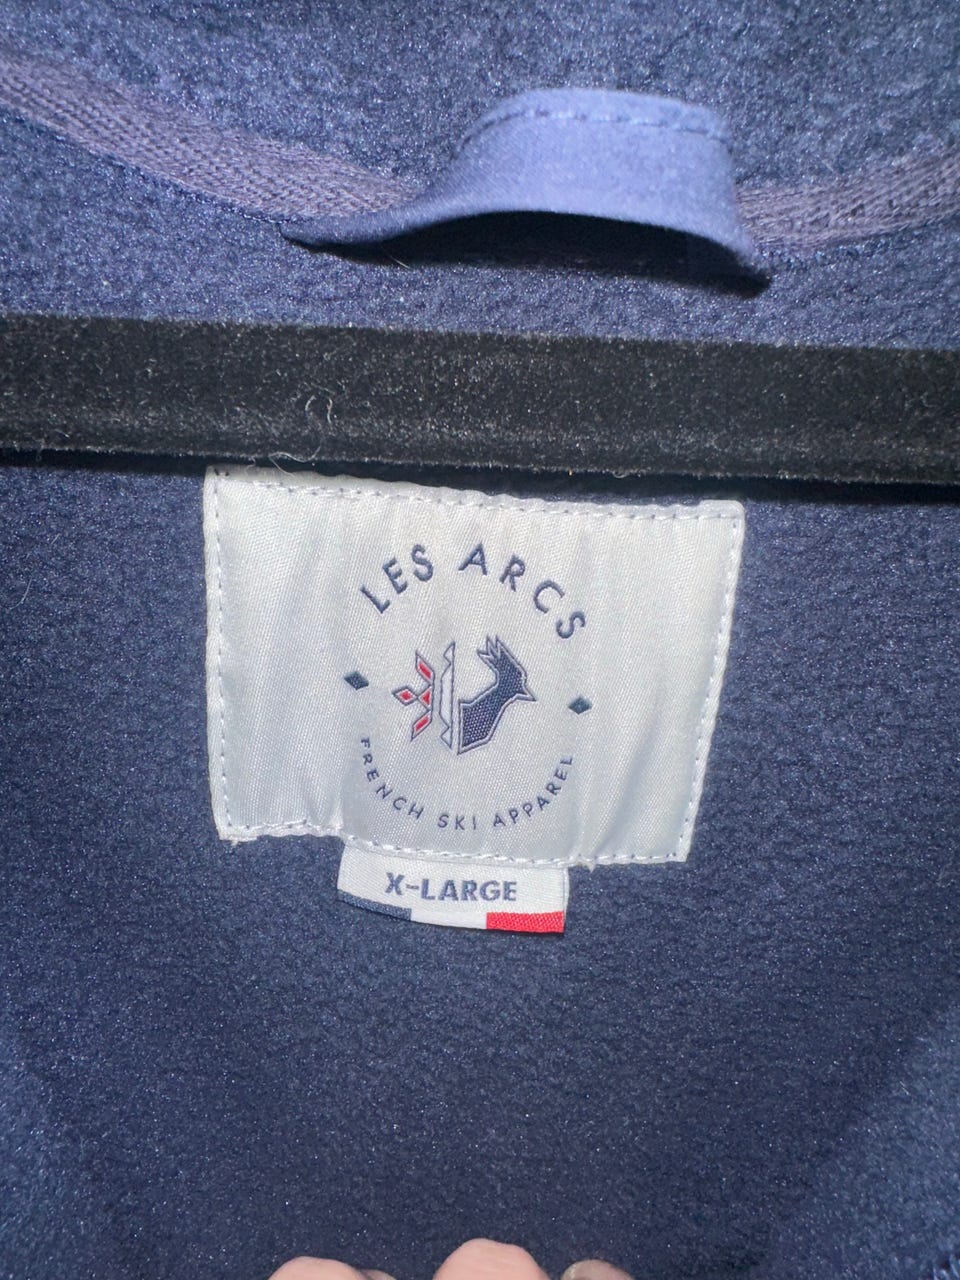 LES ARCS
FRENCH SKI APPAREL
X-LARGE